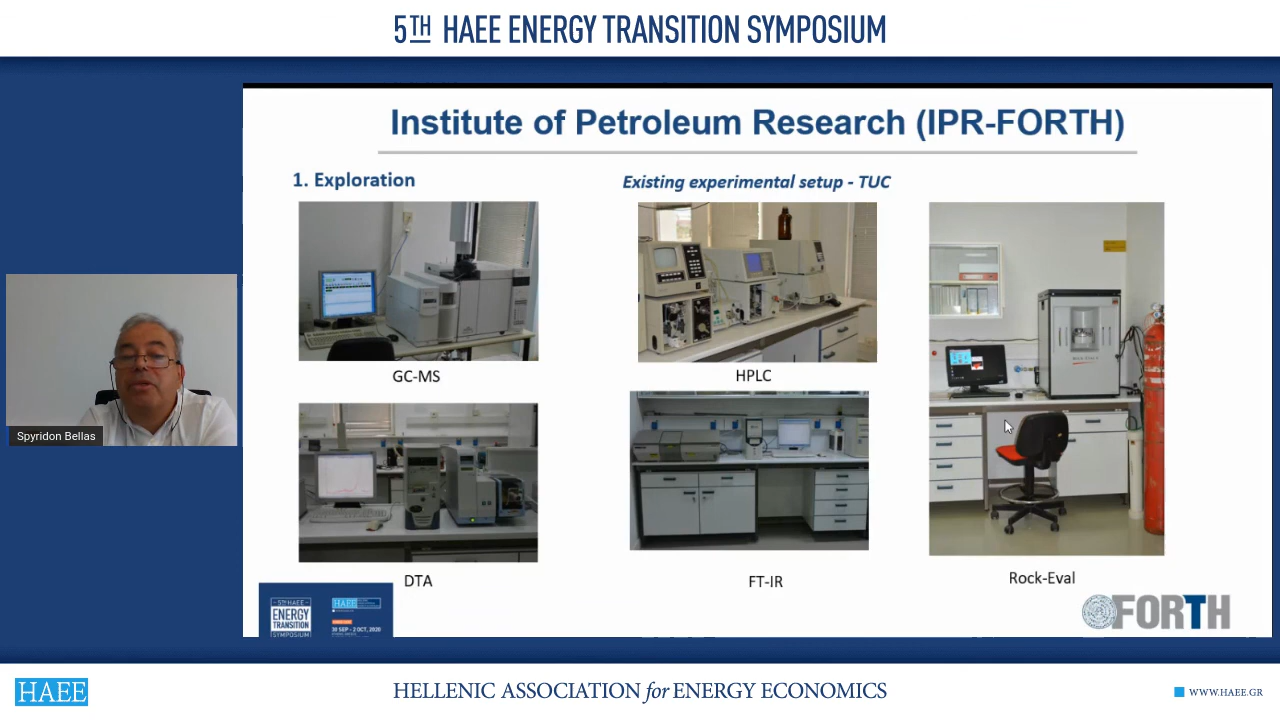 5TH HAEE ENERGY TRANSITION SYMPOSIUM
Institute of Petroleum Research (IPR-FORTH)
1. Exploration
Existing experimental setup - TUC
GC-MS
HPLC
DTA
FT-IR
Rock-Eval
Spyridon Bellas
5TH HAEE
ENERGY
TRANSITION
SYMPOSIUM
HAEE
30 SEP - 2 OCT, 2020
FORTH
HAEE
HELLENIC ASSOCIATION for ENERGY ECONOMICS
WWW.HAEE.GR